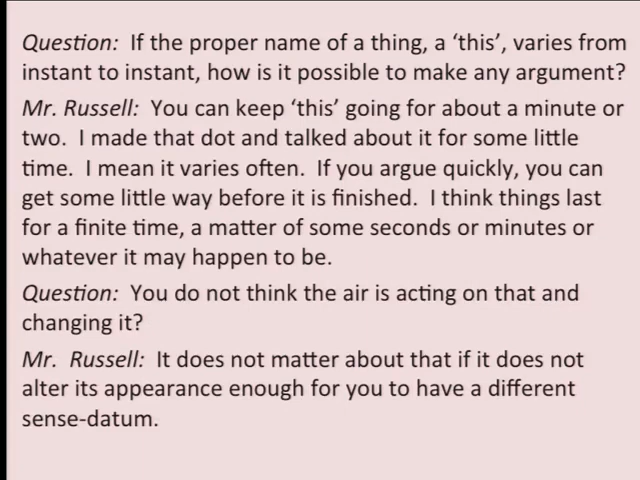 Question: If the proper name of a thing, a ‘this’, varies from
instant to instant, how is it possible to make any argument?
Mr. Russell: You can keep ‘this’ going for about a minute or
two. I made that dot and talked about it for some little
time. I mean it varies often. If you argue quickly, you can
get some little way before it is finished. I think things last
for a finite time, a matter of some seconds or minutes or
whatever it may happen to be.
Question: You do not think the air is acting on that and
changing it?
Mr. Russell: It does not matter about that if it does not
alter its appearance enough for you to have a different
sense-datum.